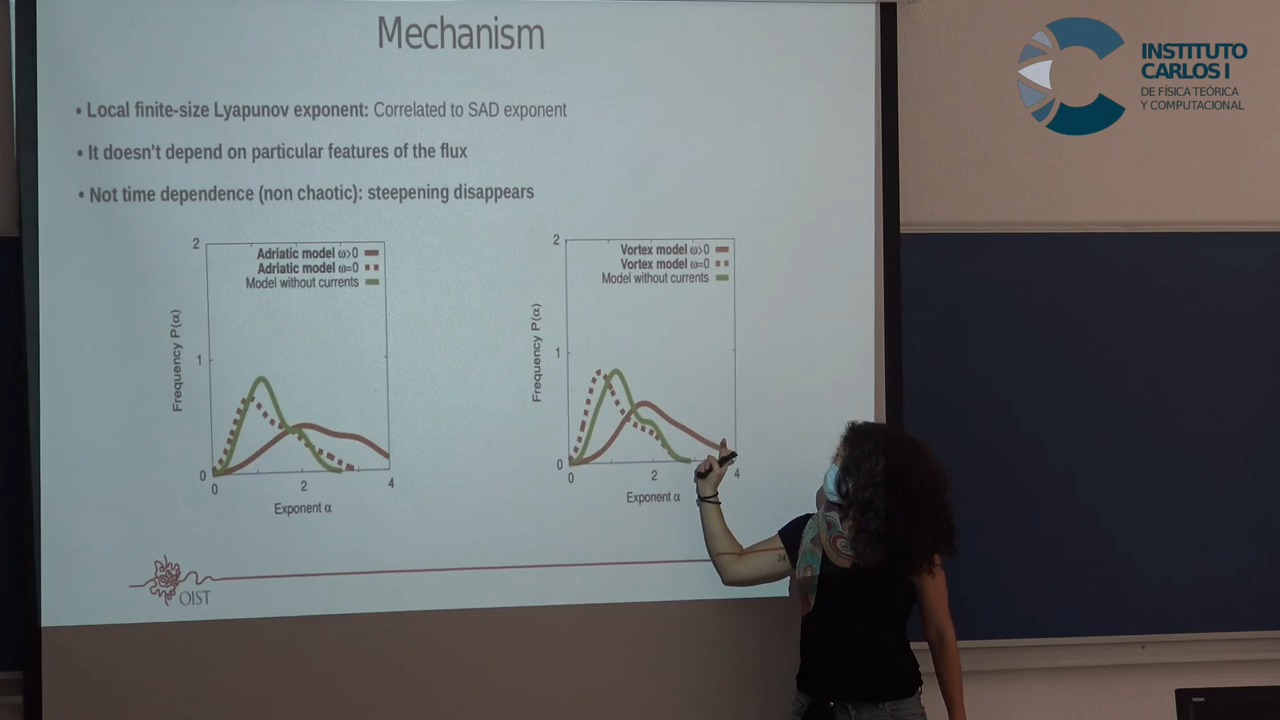 Mechanism
INSTITUTO
CARLOS I
DE FÍSICA TEÓRICA
Y COMPUTACIONAL
• Local finite-size Lyapunov exponent: Correlated to SAD exponent
• It doesn't depend on particular features of the flux
• Not time dependence (non chaotic): steepening disappears
2
Adriatic model ω>0
Adriatic model ω=0
Model without currents
Frequency P(α)
1
0
0
2
4
Exponent α
2
Vortex model ω>0
Vortex model ω=0
Model without currents
Frequency P(α)
1
0
0
2
4
Exponent α
OIST
24